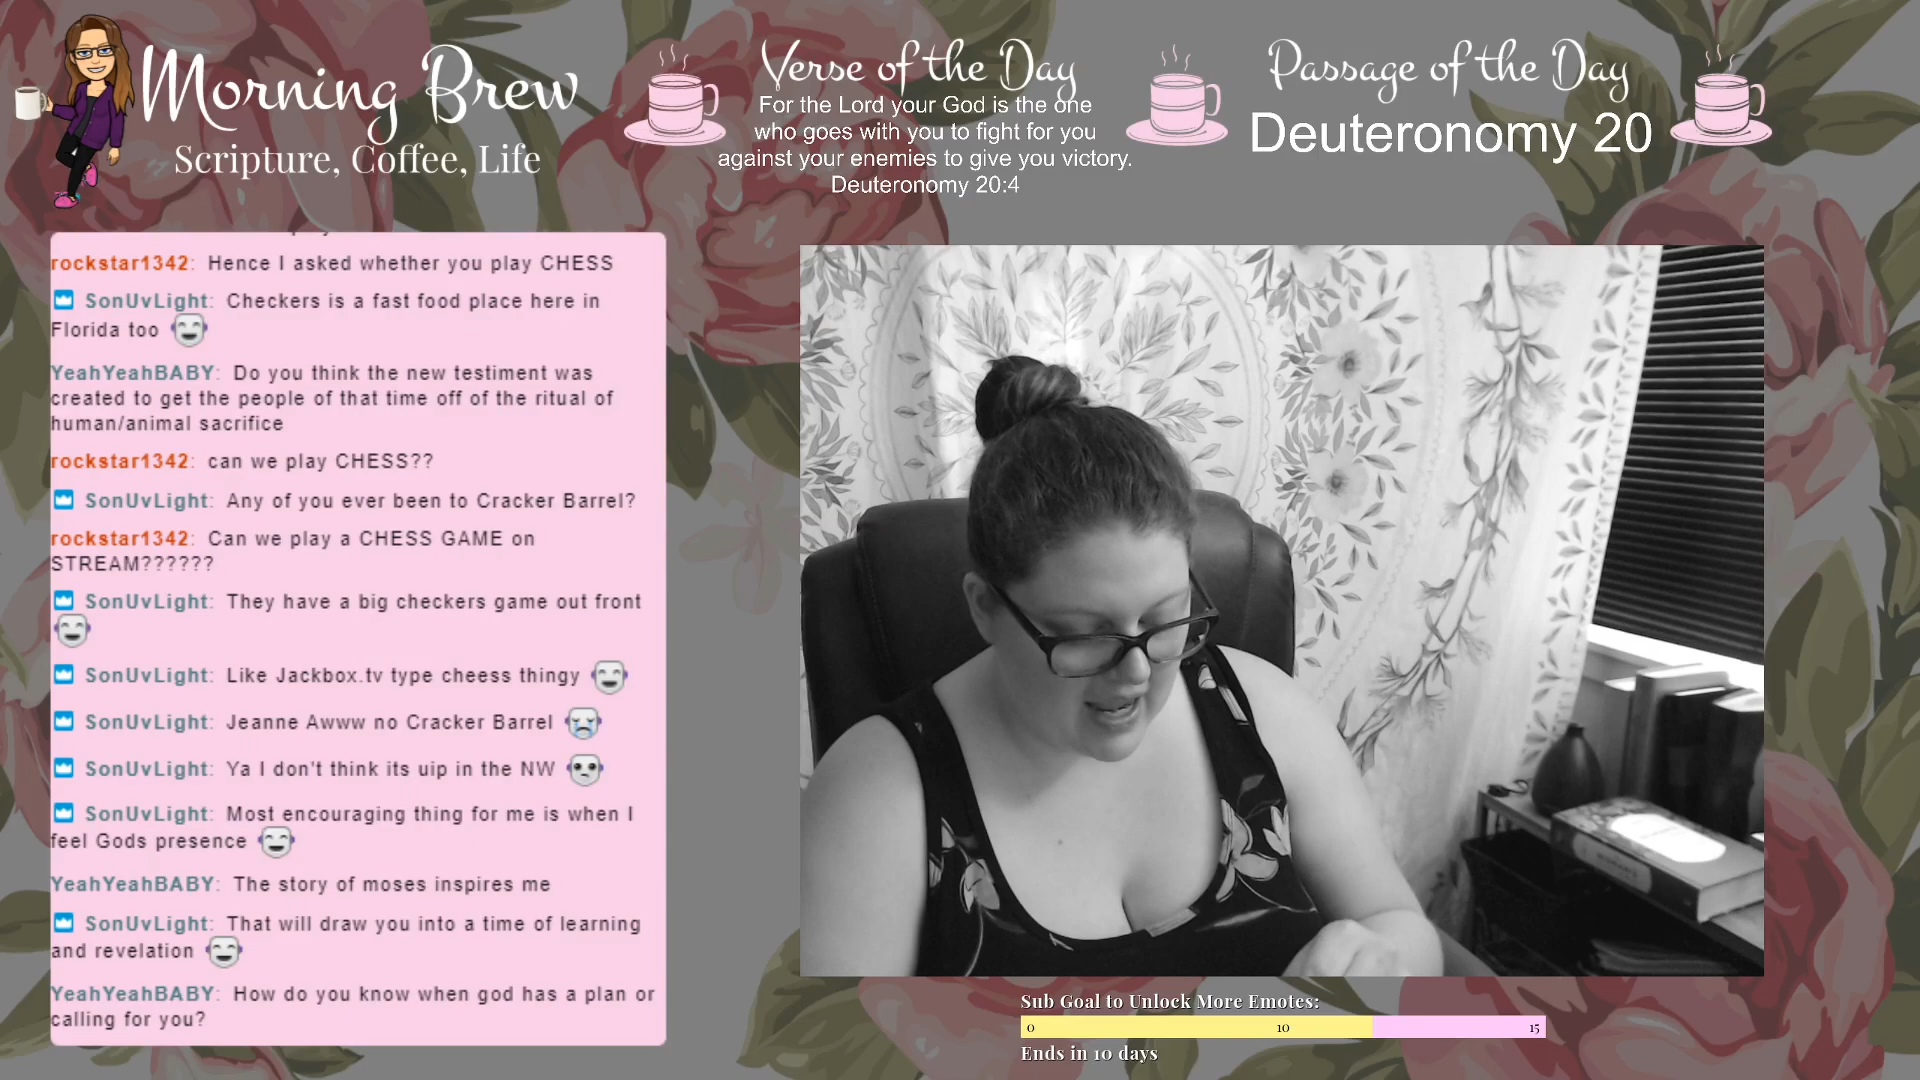 Morning Brew
Scripture, Coffee, Life
Verse of the Day
For the Lord your God is the one
who goes with you to fight for you
against your enemies to give you victory.
Deuteronomy 20:4
Passage of the Day
Deuteronomy 20
rockstar1342: Hence I asked whether you play CHESS
SonUvLight: Checkers is a fast food place here in
Florida too
YeahYeahBABY: Do you think the new testiment was
created to get the people of that time off of the ritual of
human/animal sacrifice
rockstar1342: can we play CHESS??
SonUvLight: Any of you ever been to Cracker Barrel?
rockstar1342: Can we play a CHESS GAME on
STREAM??????
SonUvLight: They have a big checkers game out front
SonUvLight: Like Jackbox.tv type cheess thingy
SonUvLight: Jeanne Awww no Cracker Barrel
SonUvLight: Ya I don't think its uip in the NW
SonUvLight: Most encouraging thing for me is when I
feel Gods presence
YeahYeahBABY: The story of moses inspires me
SonUvLight: That will draw you into a time of learning
and revelation
YeahYeahBABY: How do you know when god has a plan or
calling for you?
Sub Goal to Unlock More Emotes:
0 10 15
Ends in 10 days